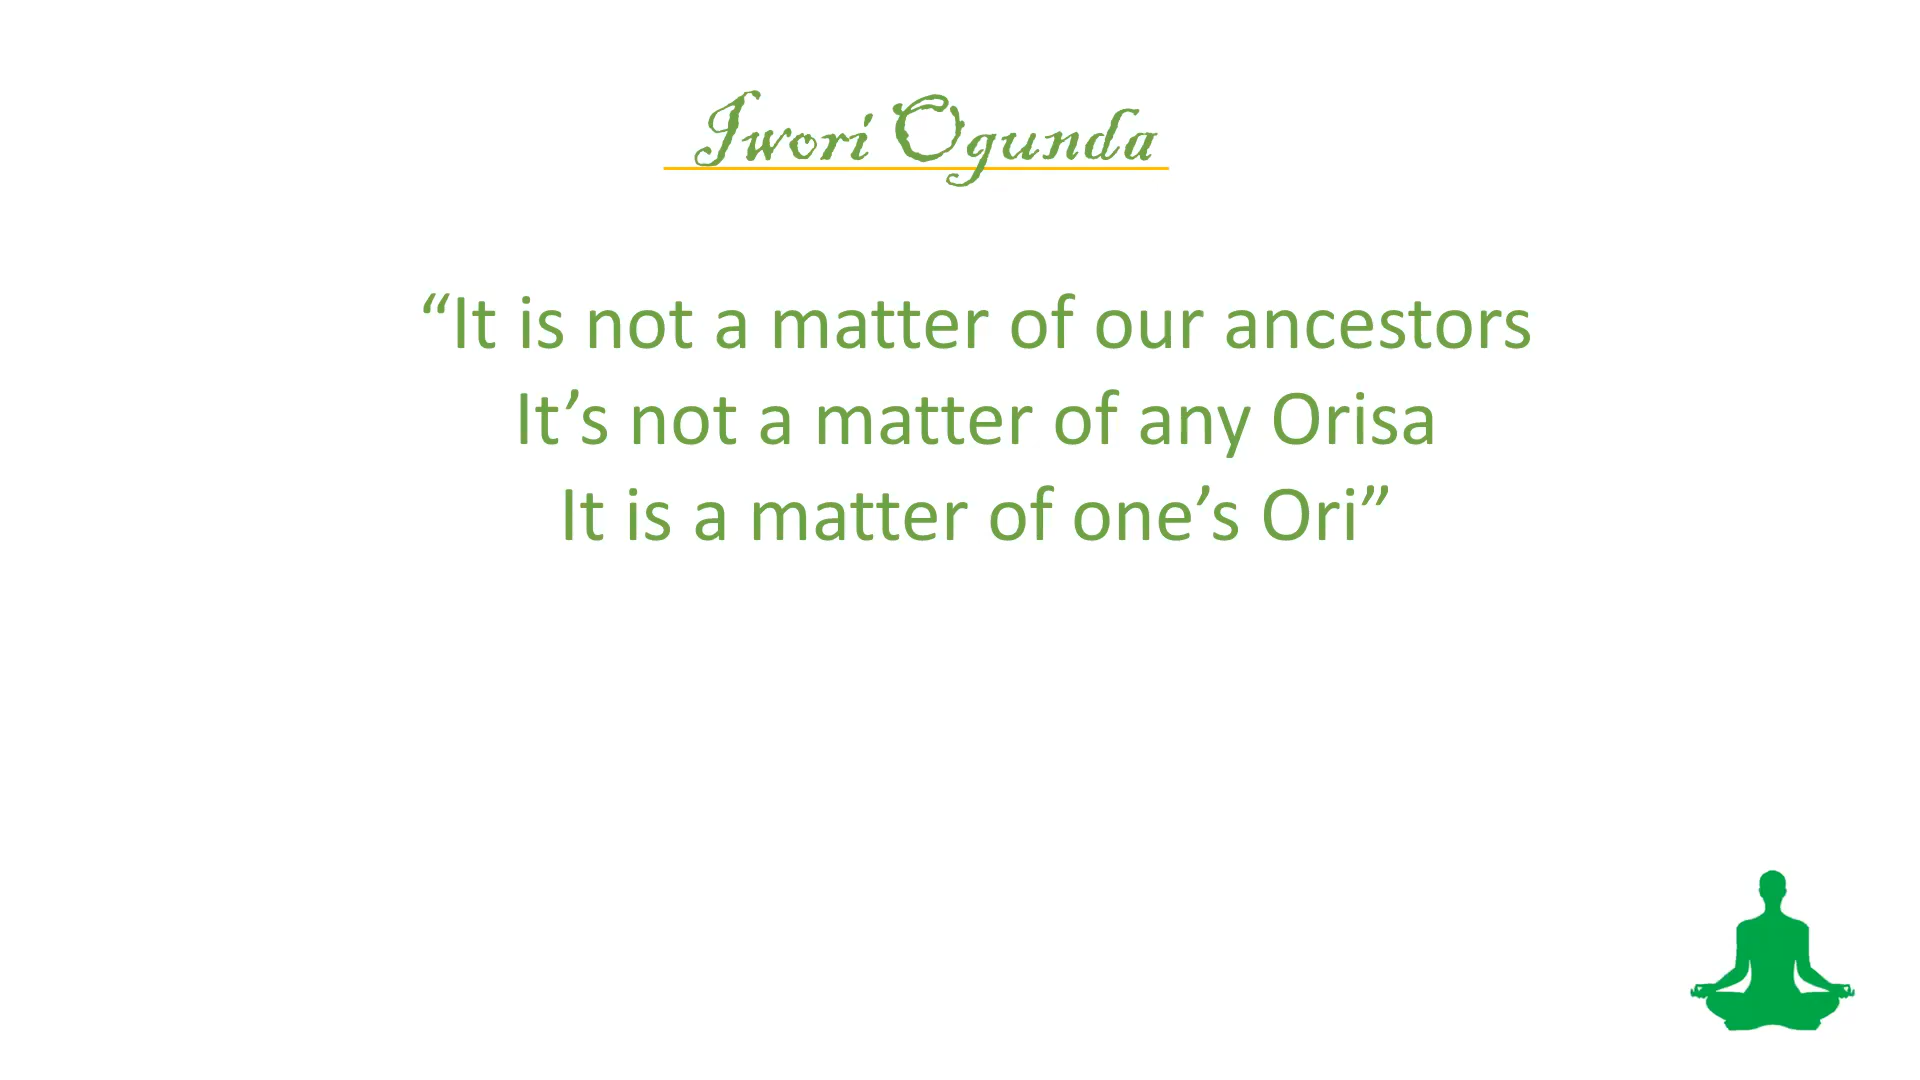 Iwori Ogunda
“It is not a matter of our ancestors
It’s not a matter of any Orisa
It is a matter of one’s Ori”